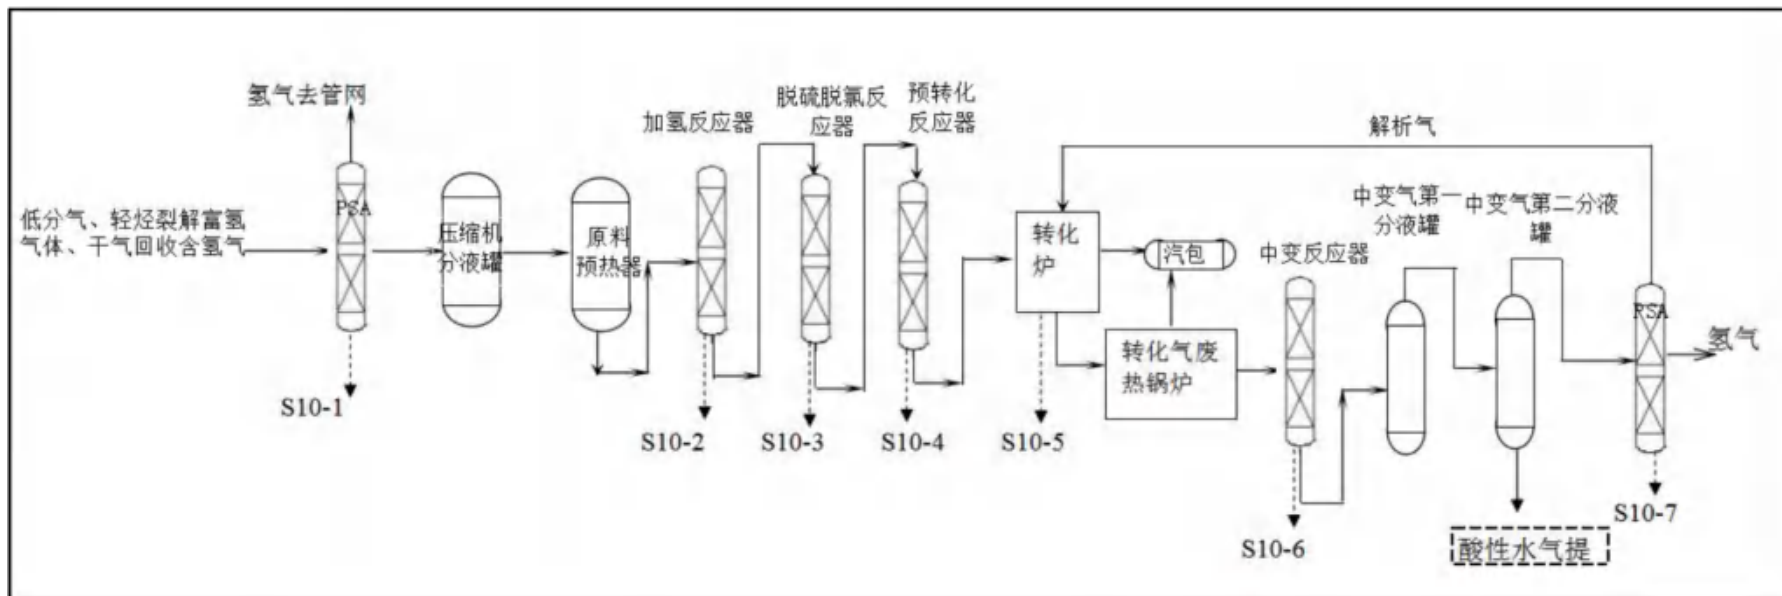 氢气去管网
低分气、轻烃裂解富氢
气体、干气回收含氢气
PSA
S10-1
压缩机
分液罐
原料
预热器
加氢反应器
S10-2
脱硫脱氯反
应器
S10-3
预转化
反应器
S10-4
转化
炉
S10-5
汽包
转化气废
热锅炉
解析气
中变反应器
S10-6
中变气第一
分液罐
中变气第二分液
罐
酸性水气提
PSA
氢气
S10-7